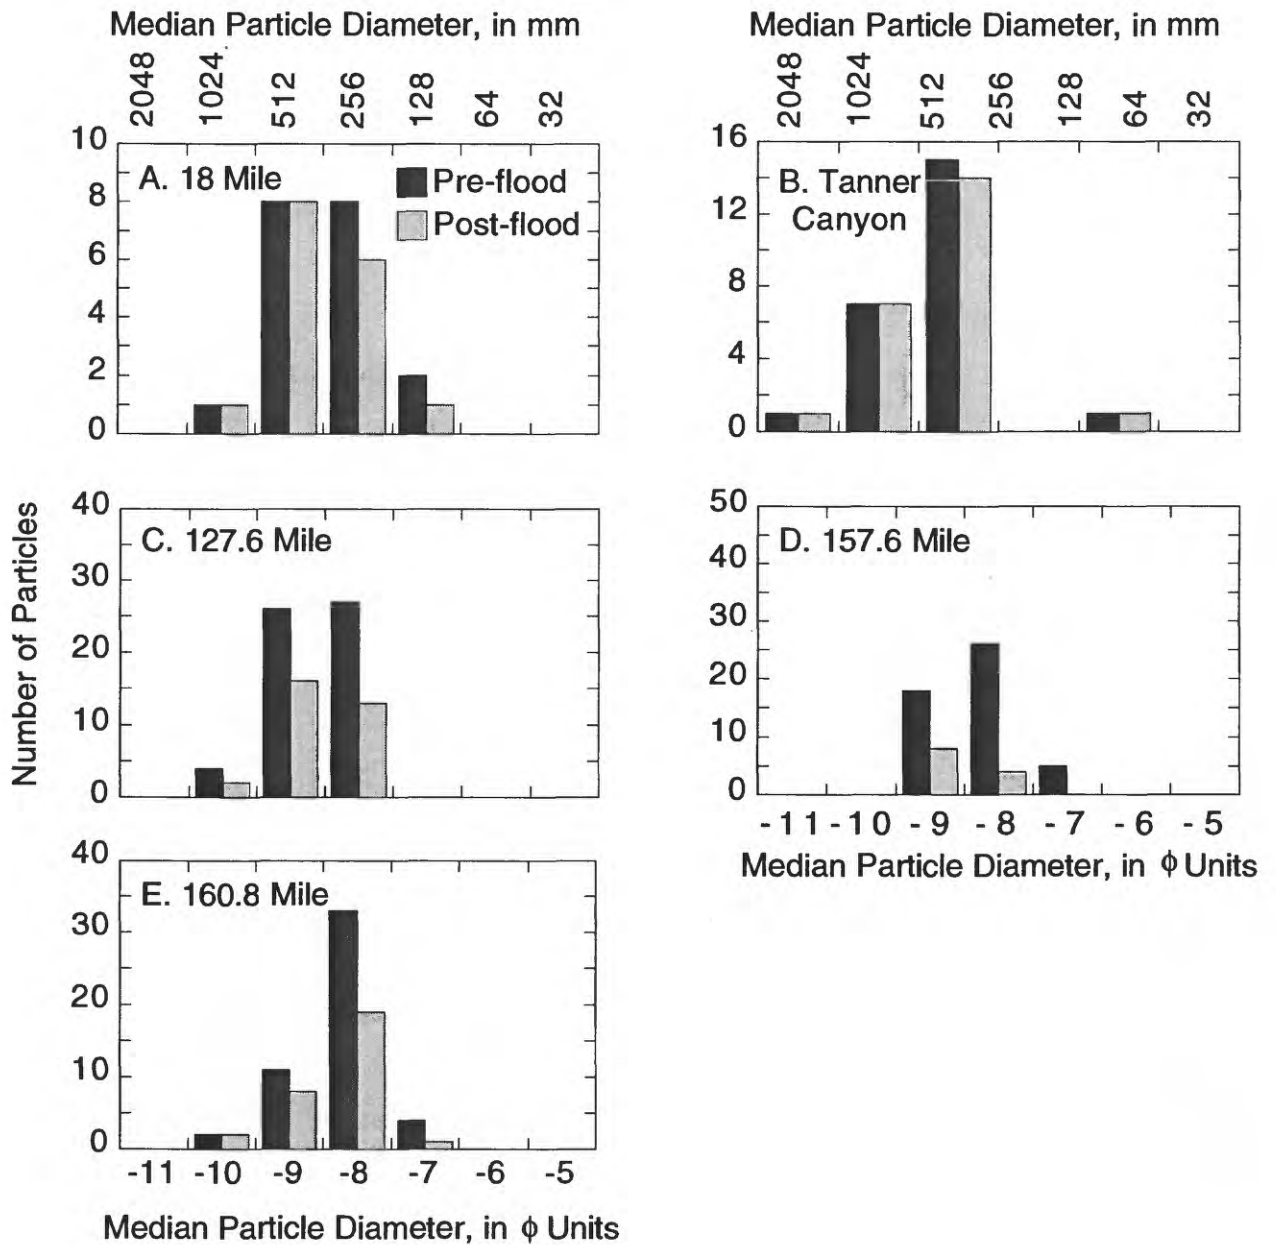 Median Particle Diameter, in mm
2048 1024 512 256 128 64 32
10
8
6
4
2
0
A. 18 Mile
Pre-flood
Post-flood
Median Particle Diameter, in mm
2048 1024 512 256 128 64 32
16
12
8
4
0
B. Tanner
Canyon
Number of Particles
40
30
20
10
0
C. 127.6 Mile
50
40
30
20
10
0
D. 157.6 Mile
-11 -10 -9 -8 -7 -6 -5
Median Particle Diameter, in ϕ Units
40
30
20
10
0
E. 160.8 Mile
-11 -10 -9 -8 -7 -6 -5
Median Particle Diameter, in ϕ Units